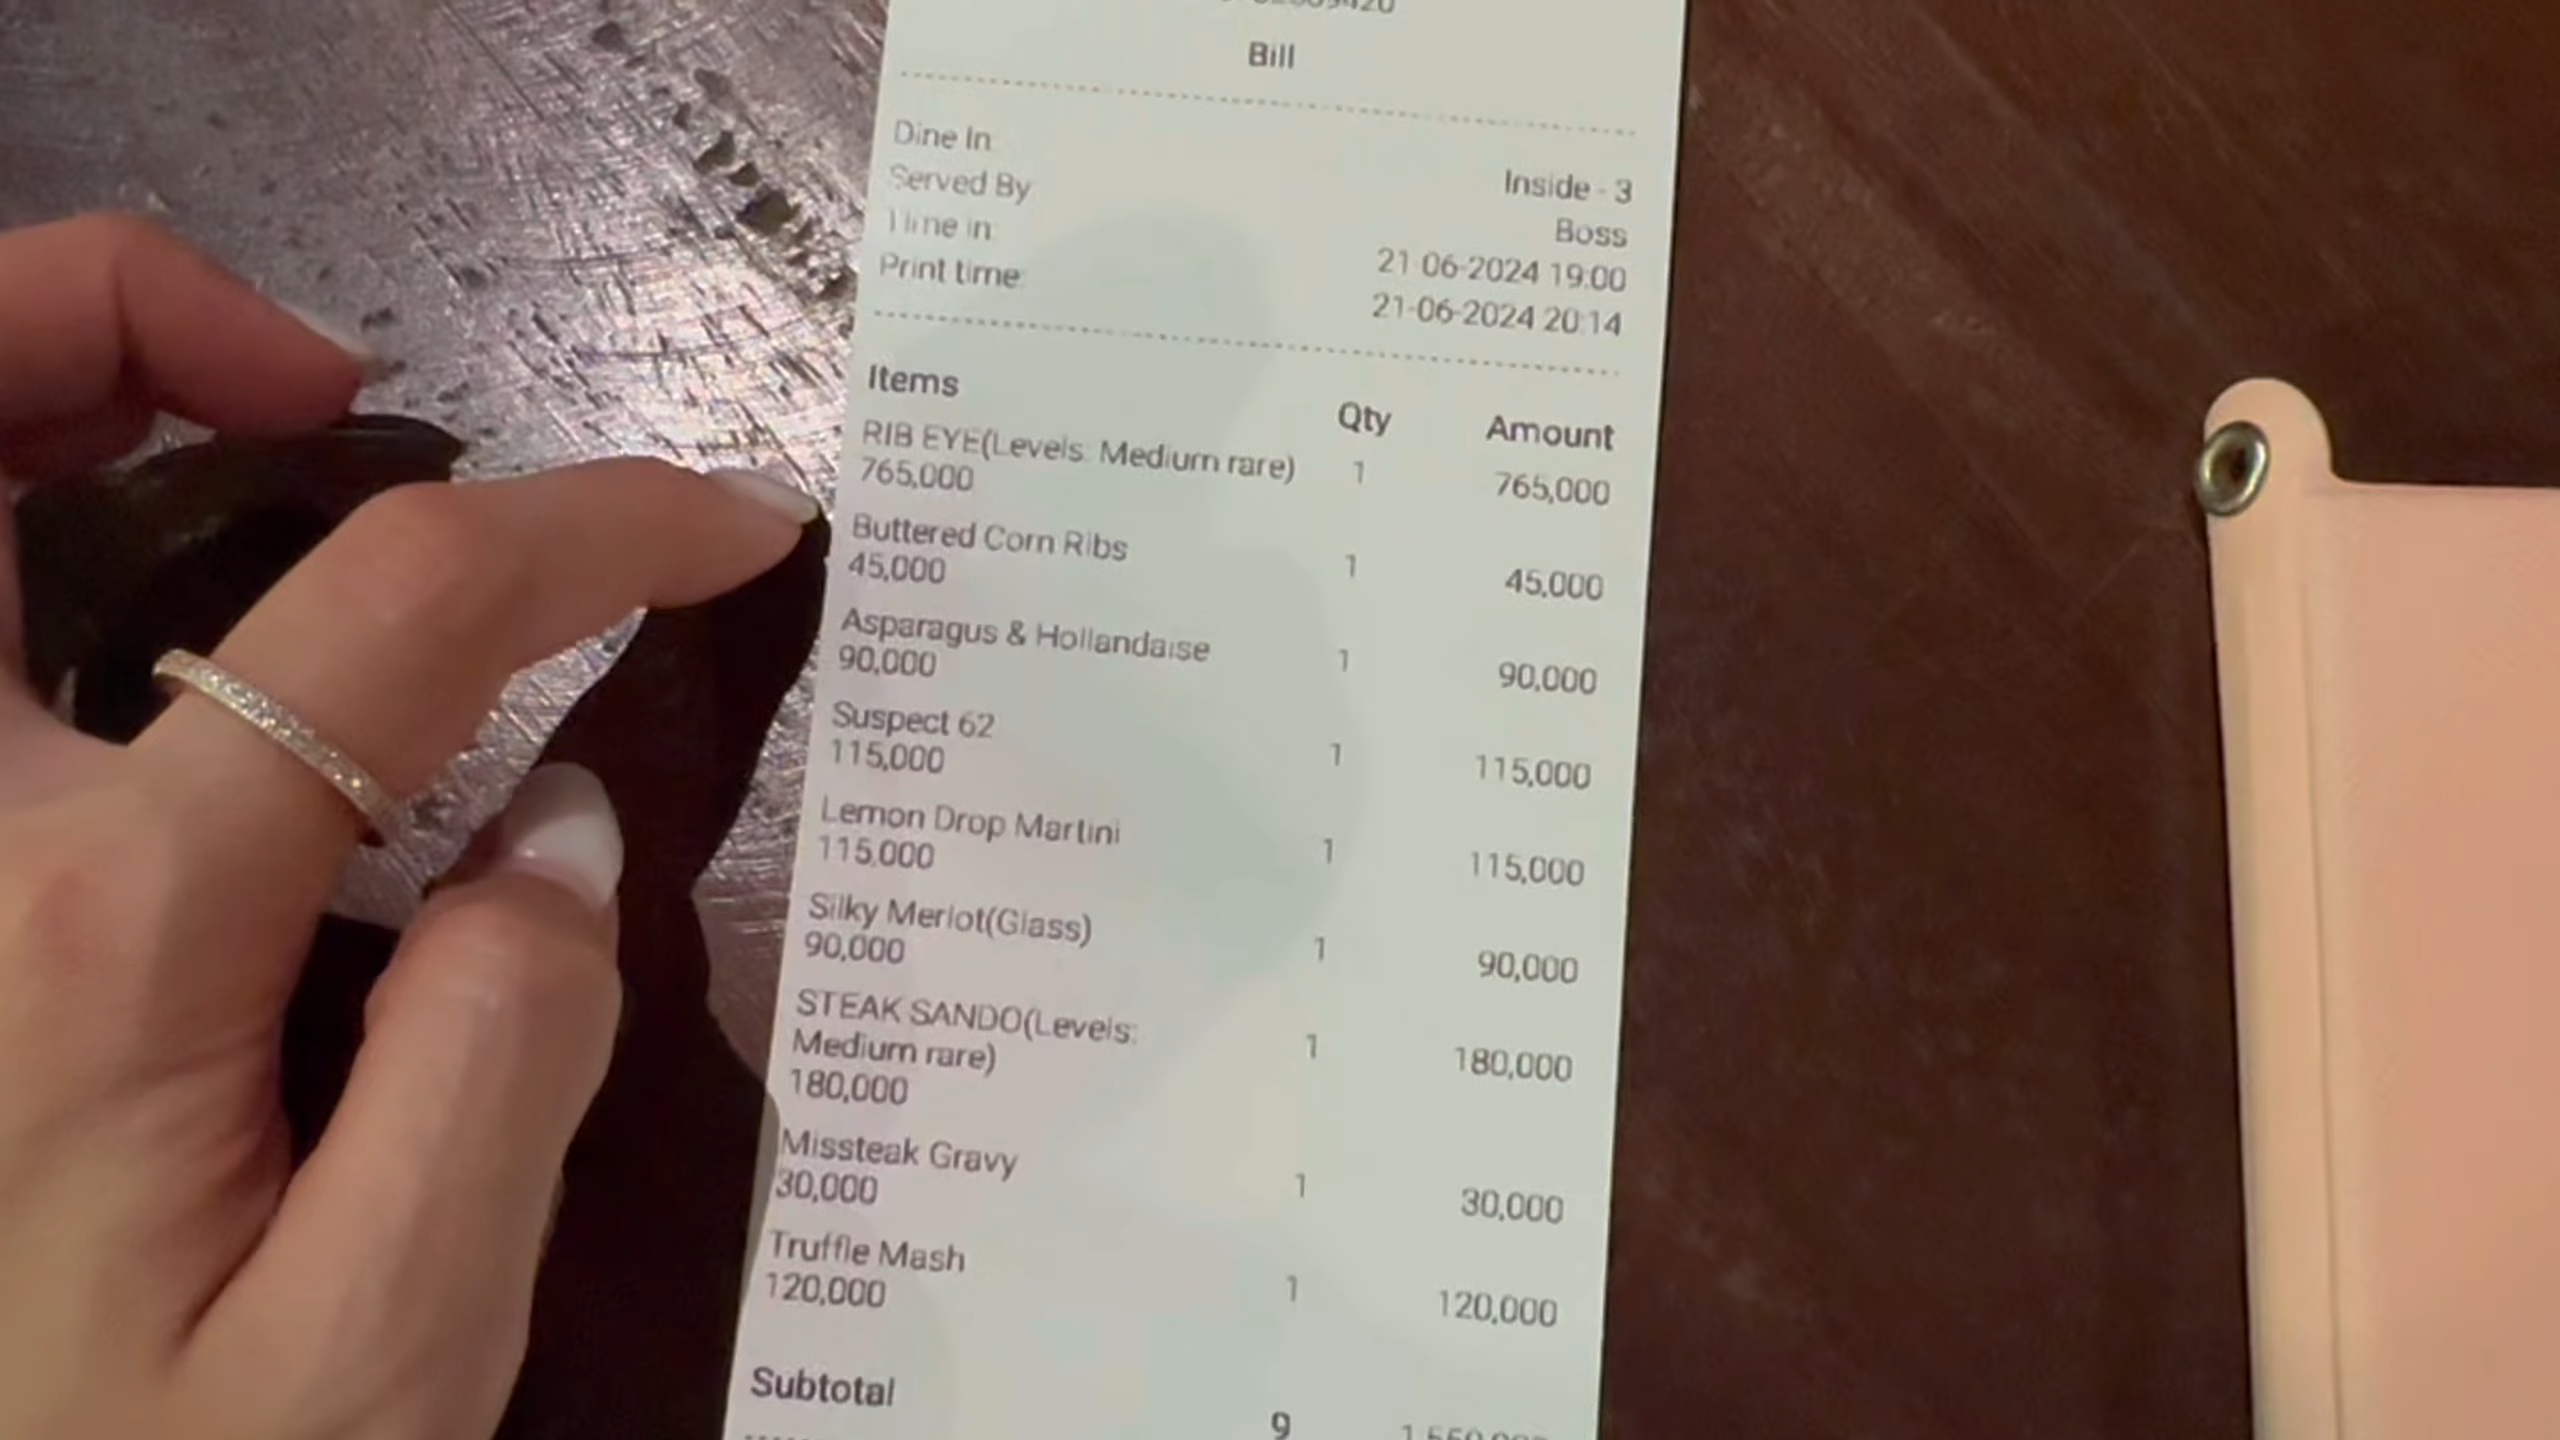 Bill
Dine In:
Inside - 3
Served By
Boss
Time in:
21-06-2024 19:00
Print time:
21-06-2024 20:14
Items Qty Amount
RIB EYE(Levels: Medium rare) 1 765,000
765,000
Buttered Corn Ribs 1 45,000
45,000
Asparagus & Hollandaise 1 90,000
90,000
Suspect 62 1 115,000
115,000
Lemon Drop Martini 1 115,000
115,000
Silky Merlot(Glass) 1 90,000
90,000
STEAK SANDO(Levels: 1 180,000
Medium rare)
180,000
Missteak Gravy 1 30,000
30,000
Truffle Mash 1 120,000
120,000
Subtotal 9